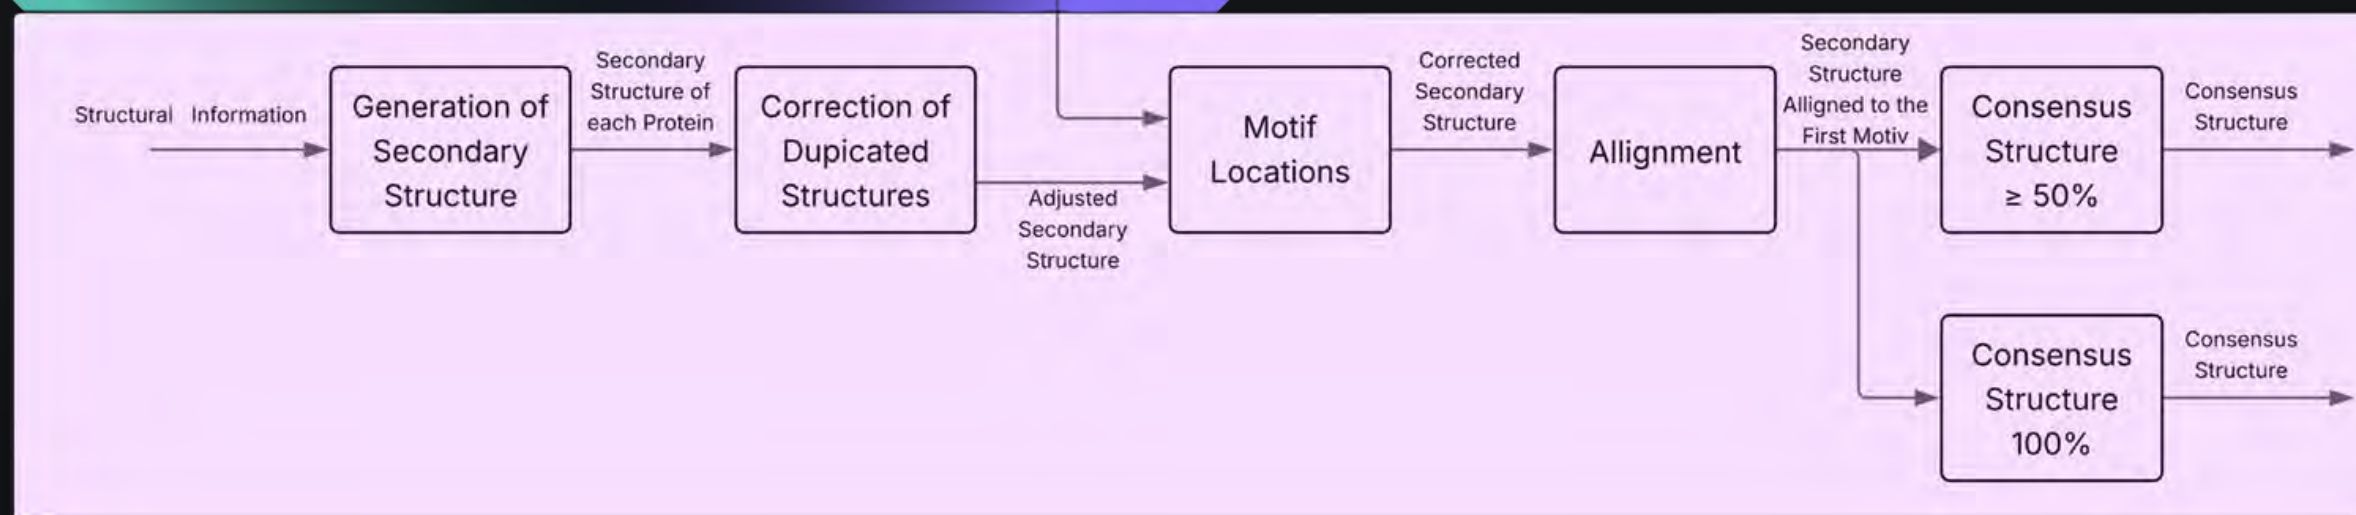 Structural Information
Generation of
Secondary
Structure
Secondary
Structure of
each Protein
Correction of
Dupicated
Structures
Adjusted
Secondary
Structure
Motif
Locations
Corrected
Secondary
Structure
Allignment
Secondary
Structure
Alligned to the
First Motiv
Consensus
Structure
≥ 50%
Consensus
Structure
Consensus
Structure
100%
Consensus
Structure